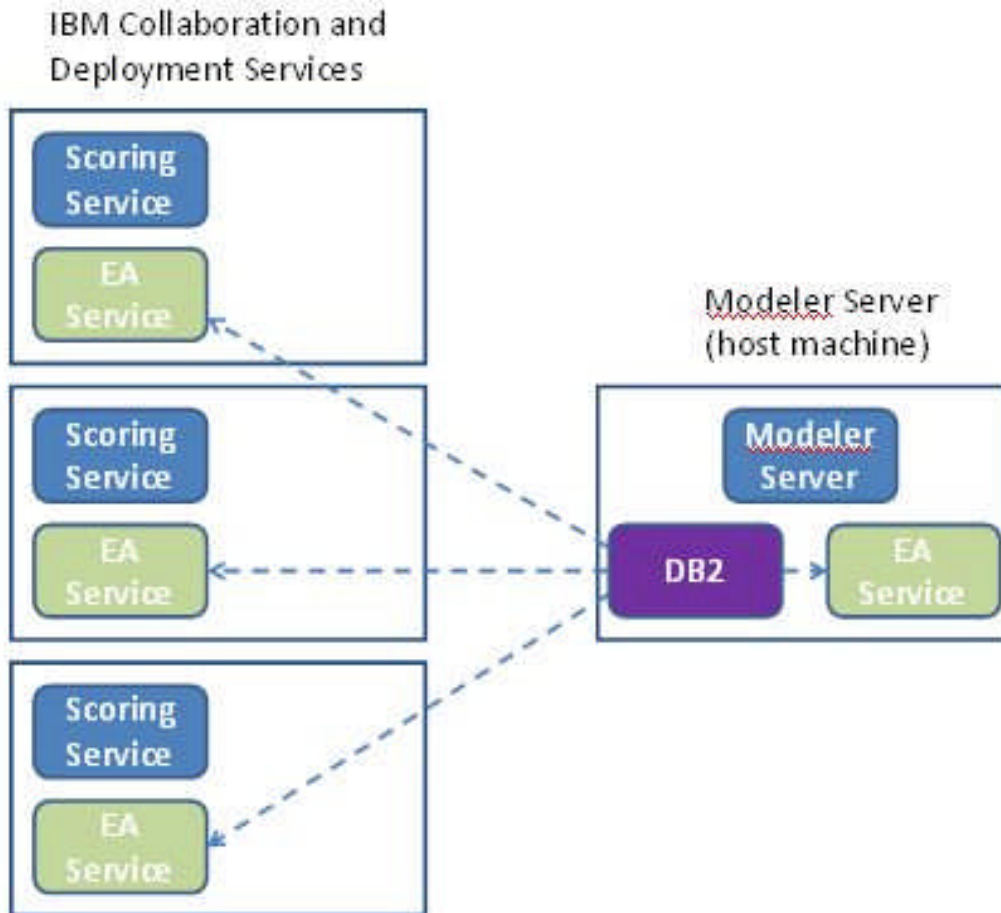 IBM Collaboration and
Deployment Services
Scoring
Service
EA
Service
Modeler Server
(host machine)
Scoring
Service
EA
Service
Modeler
Server
DB2
EA
Service
Scoring
Service
EA
Service